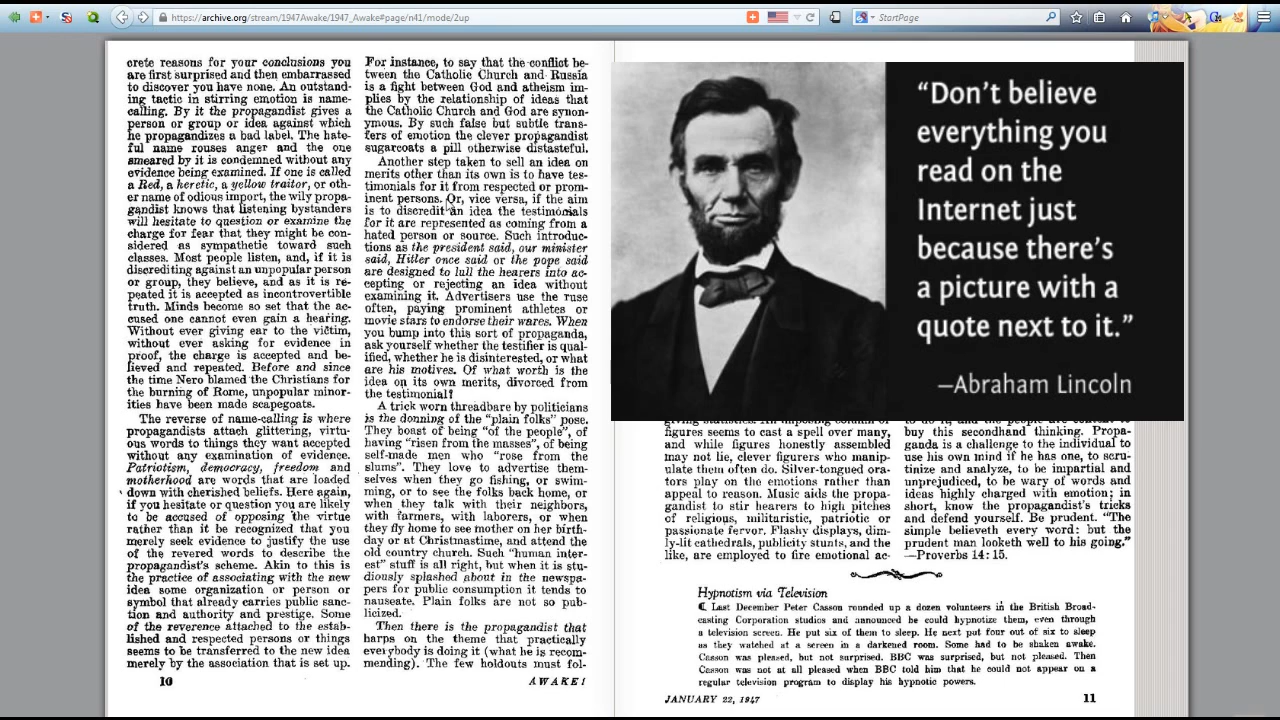 https://archive.org/stream/1947Awake/1947_Awake#page/n41/mode/2up
StartPage
crete reasons for your conclusions you
are first surprised and then embarrassed
to discover you have none. An outstand-
ing tactic in stirring emotion is name-
calling. By it the propagandist gives a
person or group or idea against which
he propagandizes a bad label. The hate-
ful name rouses anger and the one
smeared by it is condemned without any
evidence being examined. If one is called
a Red, a heretic, a yellow traitor, or oth-
er name of odious import, the wily propa-
gandist knows that listening bystanders
will hesitate to question or examine the
charge for fear that they might be con-
sidered as sympathetic toward such
classes. Most people listen, and, if it is
discrediting against an unpopular person
or group, they believe, and as it is re-
peated it is accepted as incontrovertible
truth. Minds become so set that the ac-
cused one cannot even gain a hearing.
Without ever giving ear to the victim,
without ever asking for evidence in
proof, the charge is accepted and be-
lieved and repeated. Before and since
the time Nero blamed the Christians for
the burning of Rome, unpopular minor-
ities have been made scapegoats.
The reverse of name-calling is where
propagandists attach glittering, virtu-
ous words to things they want accepted
without any examination of evidence.
Patriotism, democracy, freedom and
motherhood are words that are loaded
down with cherished beliefs. Here again,
if you hesitate or question you are likely
to be accused of opposing the virtue
rather than it be recognized that you
merely seek evidence to justify the use
of the revered words to describe the
propagandist's scheme. Akin to this is
the practice of associating with the new
idea some organization or person or
symbol that already carries public sanc-
tion and authority and prestige. Some
of the reverence attached to the estab-
lished and respected persons or things
seems to be transferred to the new idea
merely by the association that is set up.
10
For instance, to say that the conflict be-
tween the Catholic Church and Russia
is a fight between God and atheism im-
plies by the relationship of ideas that
the Catholic Church and God are synon-
ymous. By such false but subtle trans-
fers of emotion the clever propagandist
sugarcoats a pill otherwise distasteful.
Another step taken to sell an idea on
merits other than its own is to have tes-
timonials for it from respected or prom-
inent persons. Or, vice versa, if the aim
is to discredit an idea the testimonials
for it are represented as coming from a
hated person or source. Such introduc-
tions as the president said, our minister
said, Hitler once said or the pope said
are designed to lull the hearers into ac-
cepting or rejecting an idea without
examining it. Advertisers use the ruse
often, paying prominent athletes or
movie stars to endorse their wares. When
you bump into this sort of propaganda,
ask yourself whether the testifier is qual-
ified, whether he is disinterested, or what
are his motives. Of what worth is the
idea on its own merits, divorced from
the testimonial?
A trick worn threadbare by politicians
is the donning of the "plain folks" pose.
They boast of being "of the people", of
having "risen from the masses", of being
self-made men who "rose from the
slums". They love to advertise them-
selves when they go fishing, or swim-
ming, or to see the folks back home, or
when they talk with their neighbors,
with farmers, with laborers, or when
they fly home to see mother on her birth-
day or at Christmastime, and attend the
old country church. Such "human inter-
est" stuff is all right, but when it is stu-
diously splashed about in the newspa-
pers for public consumption it tends to
nauseate. Plain folks are not so pub-
licized.
Then there is the propagandist that
harps on the theme that practically
everybody is doing it (what he is recom-
mending). The few holdouts must fol-
AWAKE!
“Don’t believe
everything you
read on the
Internet just
because there’s
a picture with a
quote next to it.”
—Abraham Lincoln
figures seems to cast a spell over many,
and while figures honestly assembled
may not lie, clever figurers who manip-
ulate them often do. Silver-tongued ora-
tors play on the emotions rather than
appeal to reason. Music aids the propa-
gandist to stir hearers to high pitches
of religious, militaristic, patriotic or
passionate fervor. Flashy displays, dim-
ly-lit cathedrals, publicity stunts, and the
like, are employed to fire emotional ac-
buy this secondhand thinking. Propa-
ganda is a challenge to the individual to
use his own mind if he has one, to scru-
tinize and analyze, to be impartial and
unprejudiced, to be wary of words and
ideas highly charged with emotion; in
short, know the propagandist's tricks
and defend yourself. Be prudent. "The
simple believeth every word: but the
prudent man looketh well to his going."
—Proverbs 14:15.
Hypnotism via Television
¶ Last December Peter Casson rounded up a dozen volunteers in the British Broad-
casting Corporation studios and announced he could hypnotize them, even through
a television screen. He put six of them to sleep. He next put four out of six to sleep
as they watched at a screen in a darkened room. Some had to be shaken awake.
Casson was pleased, but not surprised. BBC was surprised, but not pleased. Then
Casson was not at all pleased when BBC told him that he could not appear on a
regular television program to display his hypnotic powers.
JANUARY 22, 1947
11